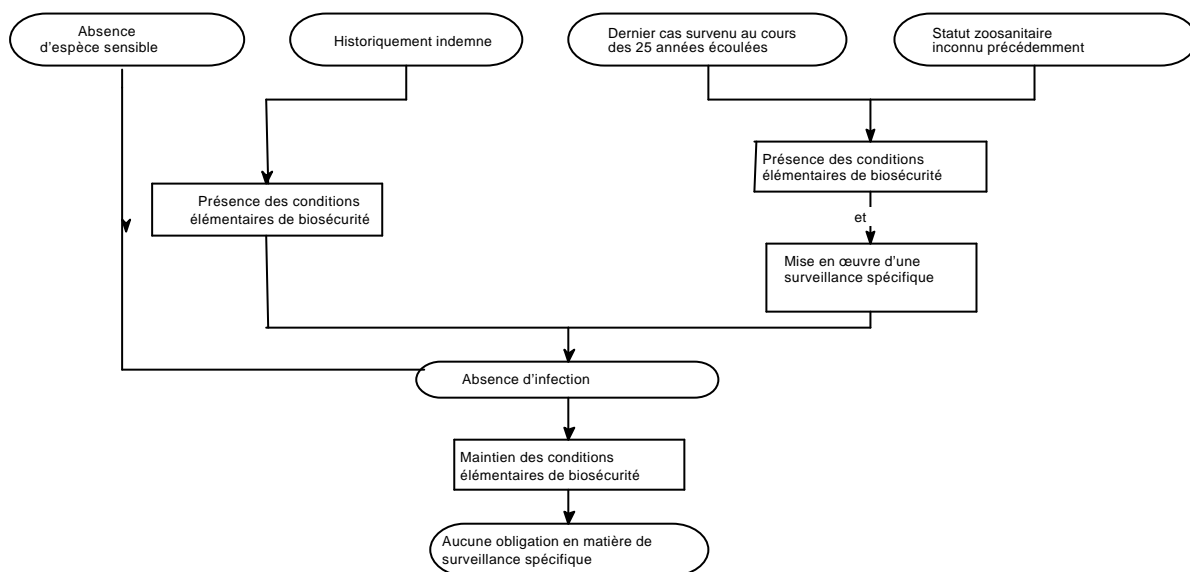 Absence
d'espèce sensible
Historiquement indemne
Dernier cas survenu au cours
des 25 années écoulées
Statut zoosanitaire
inconnu précédemment
Présence des conditions
élémentaires de biosécurité
Présence des conditions
élémentaires de biosécurité
et
Mise en œuvre d'une
surveillance spécifique
Absence d'infection
Maintien des conditions
élémentaires de biosécurité
Aucune obligation en matière de
surveillance spécifique